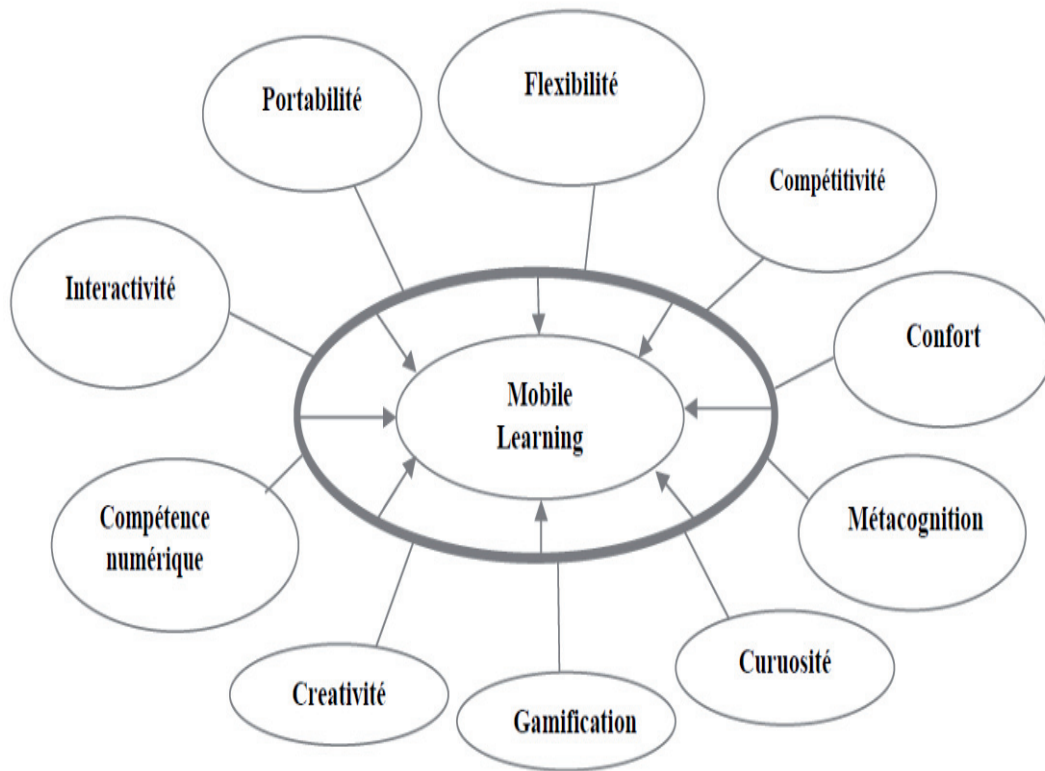 Flexibilité
Portabilité
Compétitivité
Interactivité
Confort
Mobile
Learning
Compétence
numérique
Métacognition
Curuosité
Creativité
Gamification